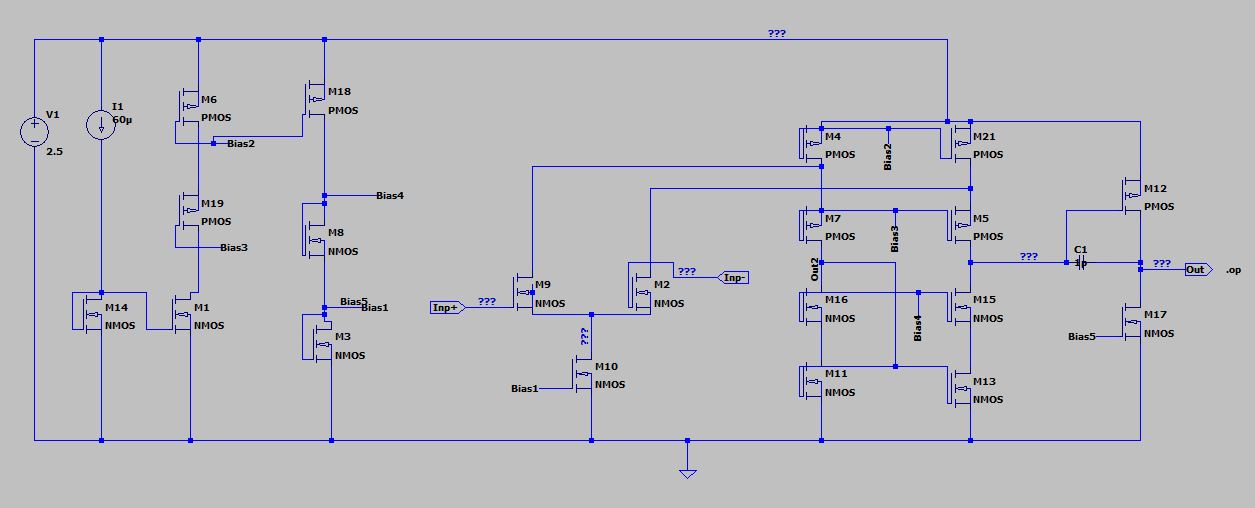 ???
V1
2.5
I1
60µ
M6
PMOS
M18
PMOS
Bias2
M19
PMOS
Bias3
Bias4
M8
NMOS
M14
NMOS
M1
NMOS
Bias5
Bias1
M3
NMOS
Inp+
???
M9
NMOS
M2
NMOS
???
Inp-
???
Bias1
M10
NMOS
M4
PMOS
Bias2
M21
PMOS
M7
PMOS
Bias3
M5
PMOS
Out2
M16
NMOS
Bias4
M15
NMOS
M11
NMOS
M13
NMOS
???
C1
1p
M12
PMOS
???
Out
.op
Bias5
M17
NMOS